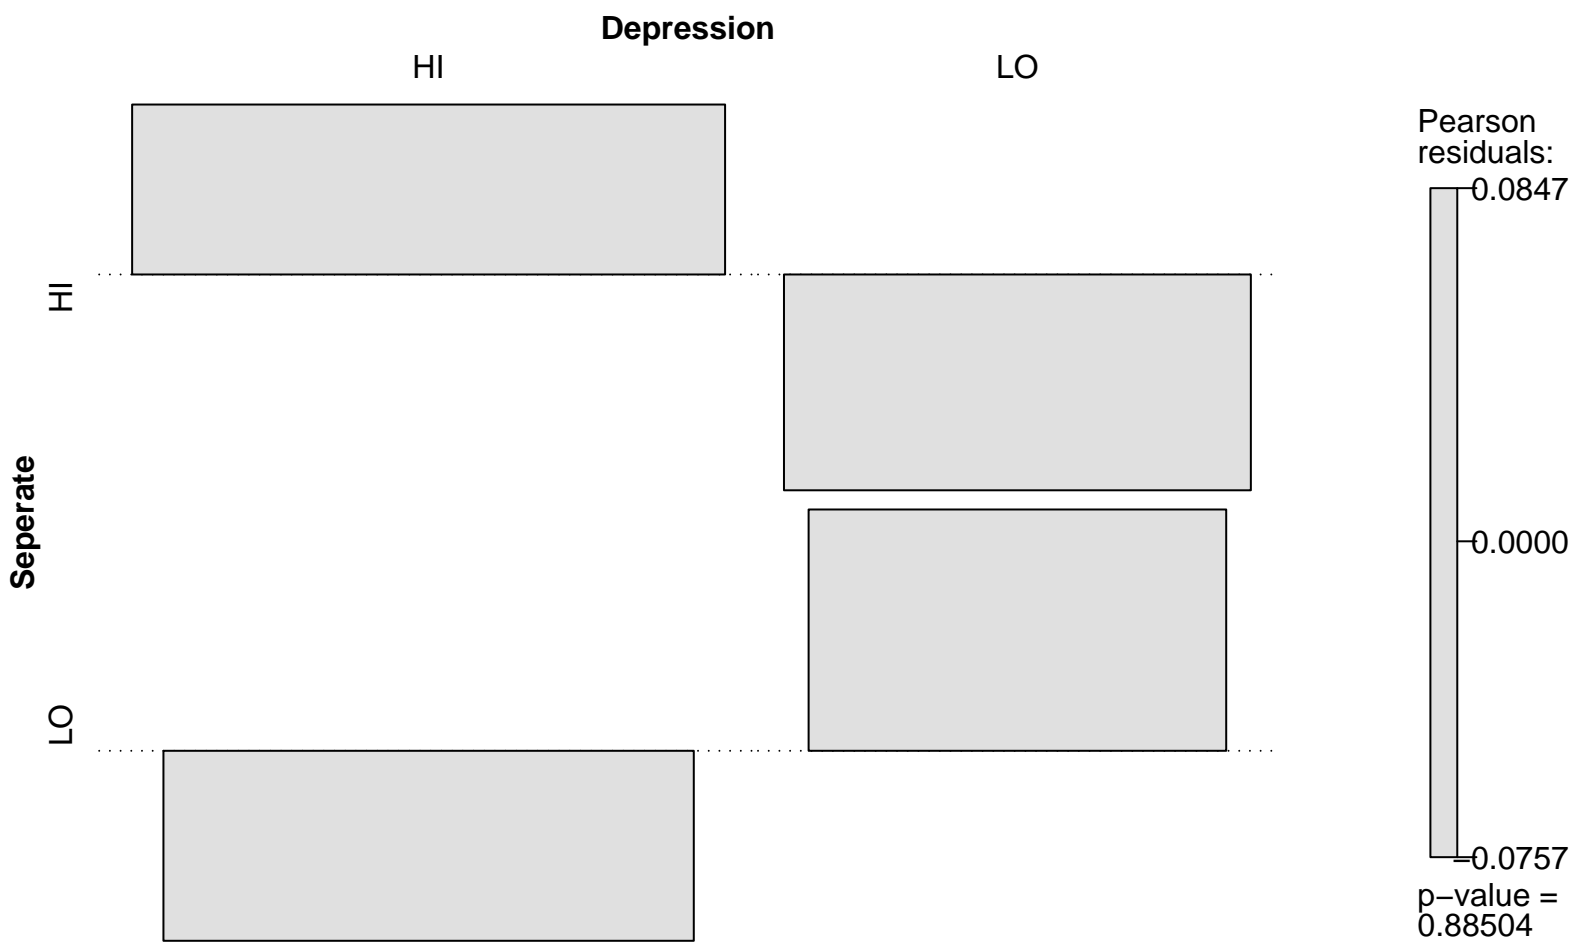 Depression
HI
LO
HI
Seperate
LO
Pearson
residuals:
0.0847
0.0000
−0.0757
p−value =
0.88504